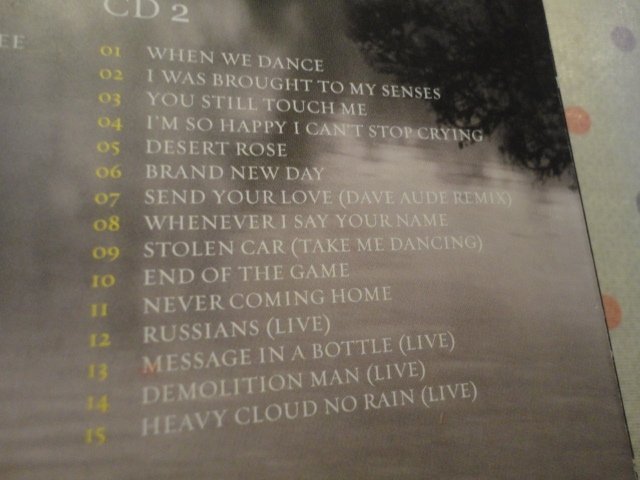 CD 2
EE
01 WHEN WE DANCE
02 I WAS BROUGHT TO MY SENSES
03 YOU STILL TOUCH ME
04 I'M SO HAPPY I CAN'T STOP CRYING
05 DESERT ROSE
06 BRAND NEW DAY
07 SEND YOUR LOVE (DAVE AUDE REMIX)
08 WHENEVER I SAY YOUR NAME
09 STOLEN CAR (TAKE ME DANCING)
10 END OF THE GAME
11 NEVER COMING HOME
12 RUSSIANS (LIVE)
13 MESSAGE IN A BOTTLE (LIVE)
14 DEMOLITION MAN (LIVE)
15 HEAVY CLOUD NO RAIN (LIVE)